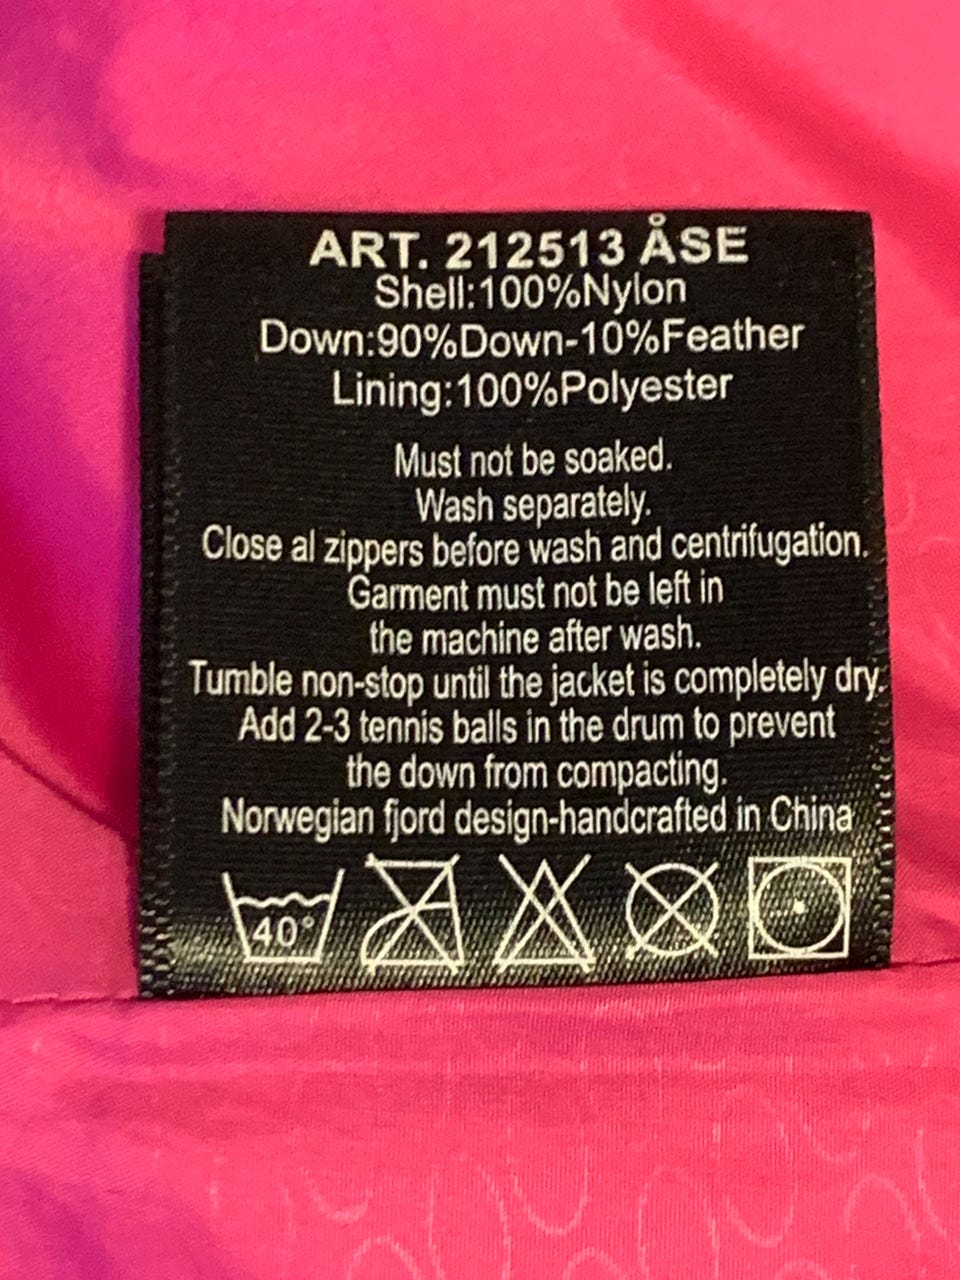 ART. 212513 ÅSE
Shell:100%Nylon
Down:90%Down-10%Feather
Lining:100%Polyester
Must not be soaked.
Wash separately.
Close al zippers before wash and centrifugation.
Garment must not be left in
the machine after wash.
Tumble non-stop until the jacket is completely dry.
Add 2-3 tennis balls in the drum to prevent
the down from compacting.
Norwegian fjord design-handcrafted in China
40°